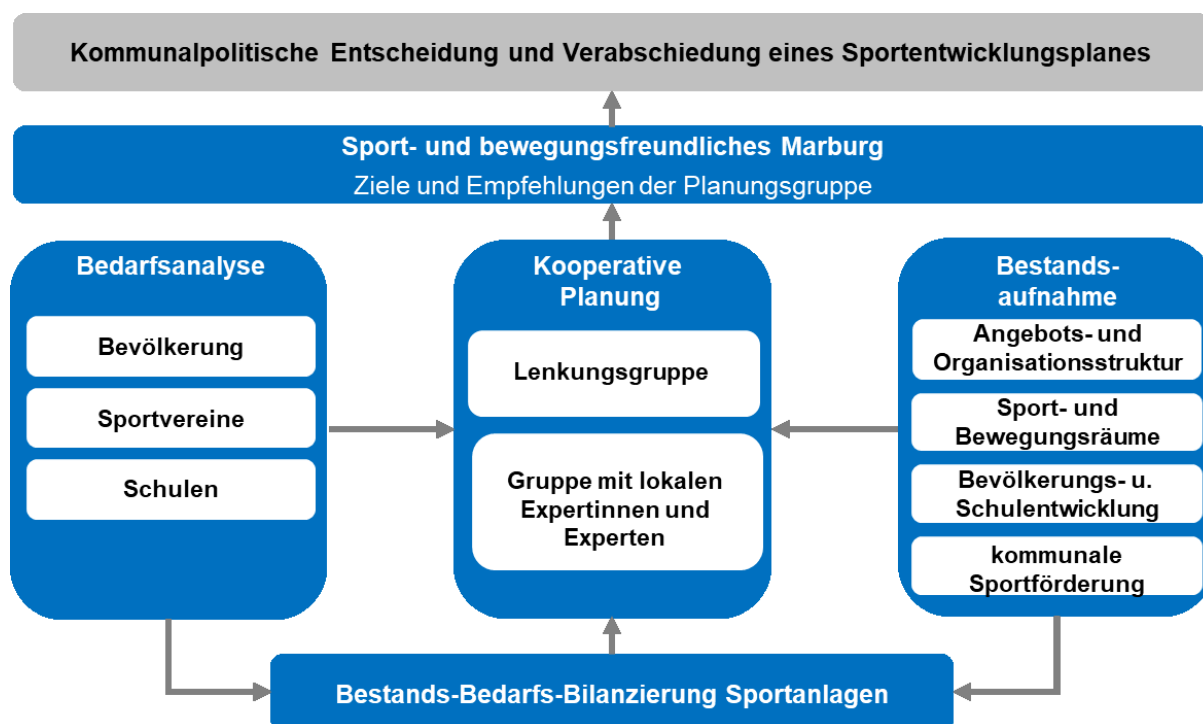 Kommunalpolitische Entscheidung und Verabschiedung eines Sportentwicklungsplanes
Sport- und bewegungsfreundliches Marburg
Ziele und Empfehlungen der Planungsgruppe
Bedarfsanalyse
Bevölkerung
Sportvereine
Schulen
Kooperative
Planung
Lenkungsgruppe
Gruppe mit lokalen
Expertinnen und
Experten
Bestands-
aufnahme
Angebots- und
Organisationsstruktur
Sport- und
Bewegungsräume
Bevölkerungs- u.
Schulentwicklung
kommunale
Sportförderung
Bestands-Bedarfs-Bilanzierung Sportanlagen